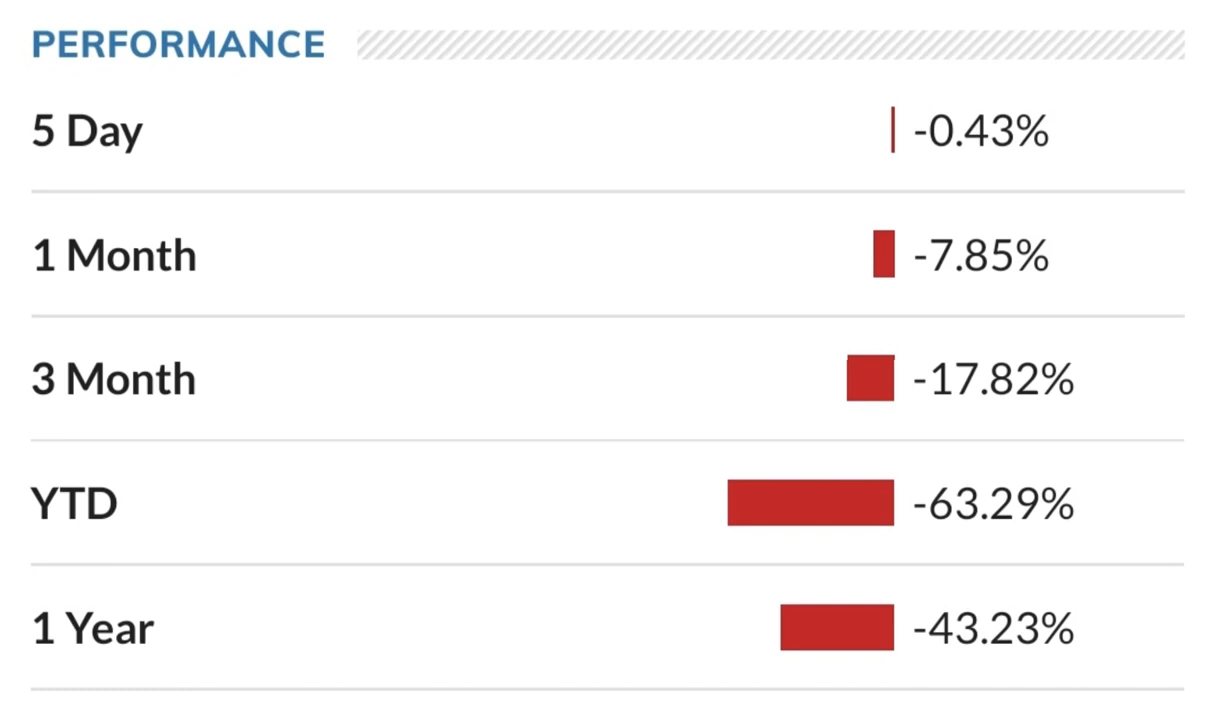 PERFORMANCE
5 Day -0.43%
1 Month -7.85%
3 Month -17.82%
YTD -63.29%
1 Year -43.23%